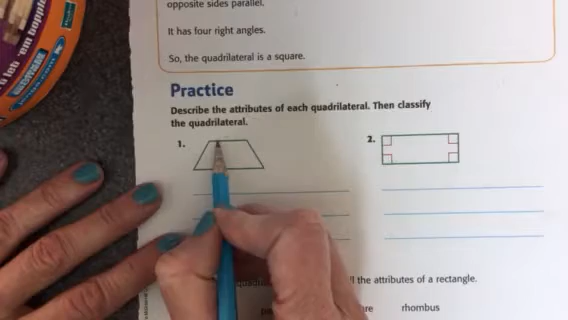 opposite sides parallel.
It has four right angles.
So, the quadrilateral is a square.
Practice
Describe the attributes of each quadrilateral. Then classify
the quadrilateral.
1.
2.
the attributes of a rectangle.
rhombus